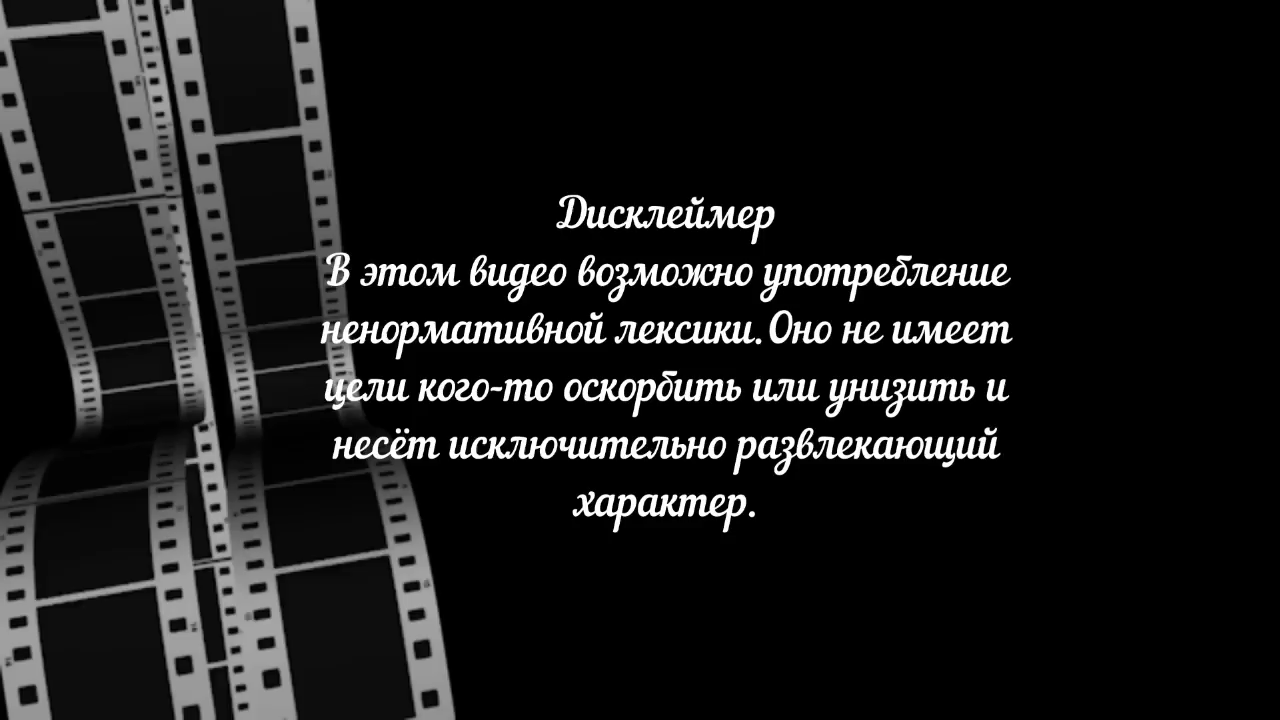 Дисклеймер
В этом видео возможно употребление
ненормативной лексики. Оно не имеет
цели кого-то оскорбить или унизить и
несёт исключительно развлекающий
характер.